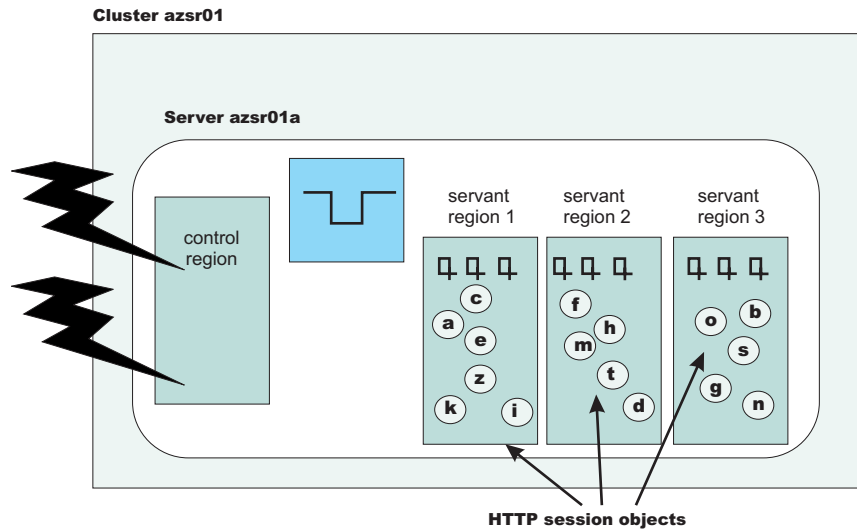 Cluster azsr01
Server azsr01a
control
region
servant
region 1
servant
region 2
servant
region 3
c
a
e
z
k
i
f
h
m
t
d
b
o
s
g
n
HTTP session objects